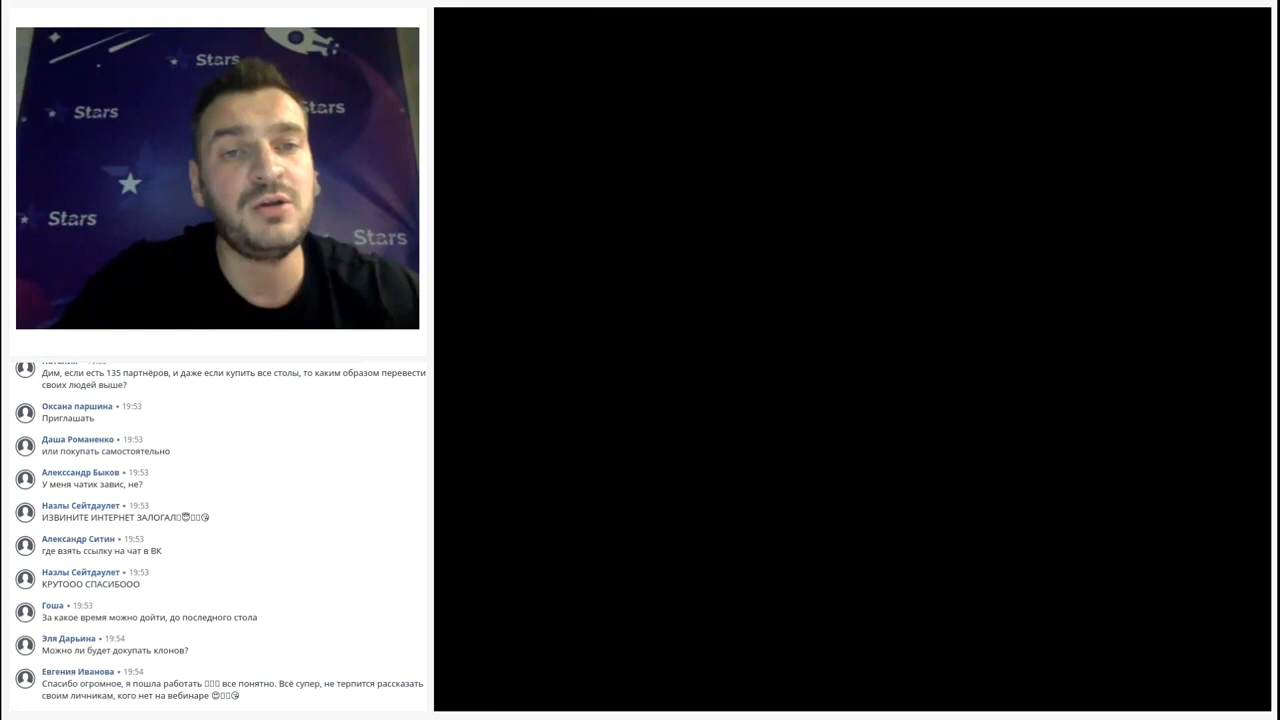 Stars
Stars
Stars
Stars
Stars
Дим, если есть 135 партнёров, и даже если купить все столы, то каким образом перевести
своих людей выше?
Оксана паршина • 19:53
Приглашать
Даша Романенко • 19:53
или покупать самостоятельно
Алекссандр Быков • 19:53
У меня чатик завис, не?
Назлы Сейтдаулет • 19:53
ИЗВИНИТЕ ИНТЕРНЕТ ЗАЛОГАЛ▯😇▯▯😘
Александр Ситин • 19:53
где взять ссылку на чат в ВК
Назлы Сейтдаулет • 19:53
КРУТООО СПАСИБООО
Гоша • 19:53
За какое время можно дойти, до последного стола
Эля Дарьина • 19:54
Можно ли будет докупать клонов?
Евгения Иванова • 19:54
Спасибо огромное, я пошла работать ▯▯▯ все понятно. Всё супер, не терпится рассказать
своим личникам, кого нет на вебинаре 😍▯▯😘